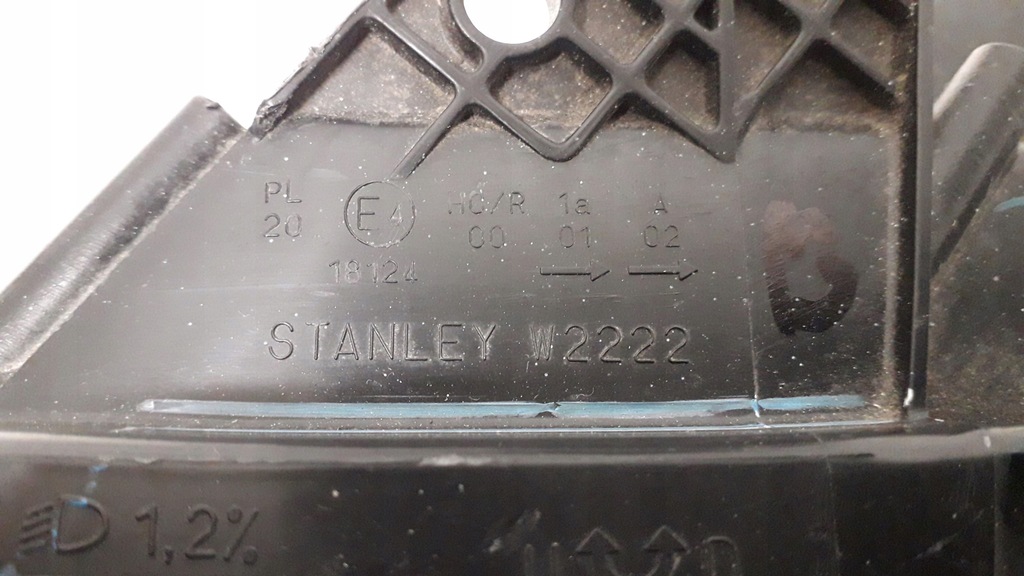 PL E4 HC/R 1a A
20 00 01 02
18124 → →
STANLEY W2222
1,2%